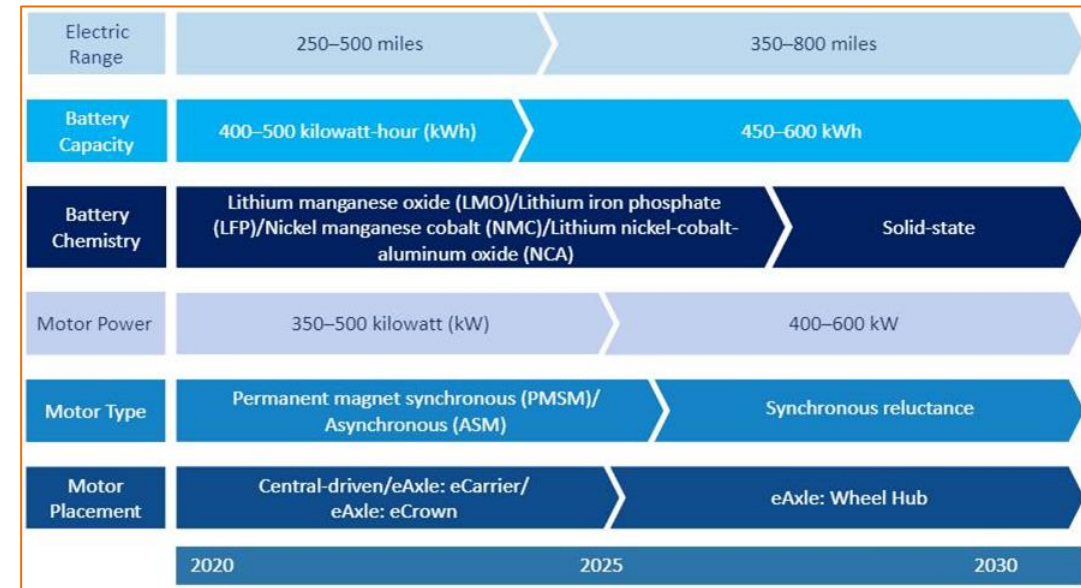 Electric
Range
250–500 miles
350–800 miles
Battery
Capacity
400–500 kilowatt-hour (kWh)
450–600 kWh
Battery
Chemistry
Lithium manganese oxide (LMO)/Lithium iron phosphate
(LFP)/Nickel manganese cobalt (NMC)/Lithium nickel-cobalt-
aluminum oxide (NCA)
Solid-state
Motor Power
350–500 kilowatt (kW)
400–600 kW
Motor Type
Permanent magnet synchronous (PMSM)/
Asynchronous (ASM)
Synchronous reluctance
Motor
Placement
Central-driven/eAxle: eCarrier/
eAxle: eCrown
eAxle: Wheel Hub
2020
2025
2030